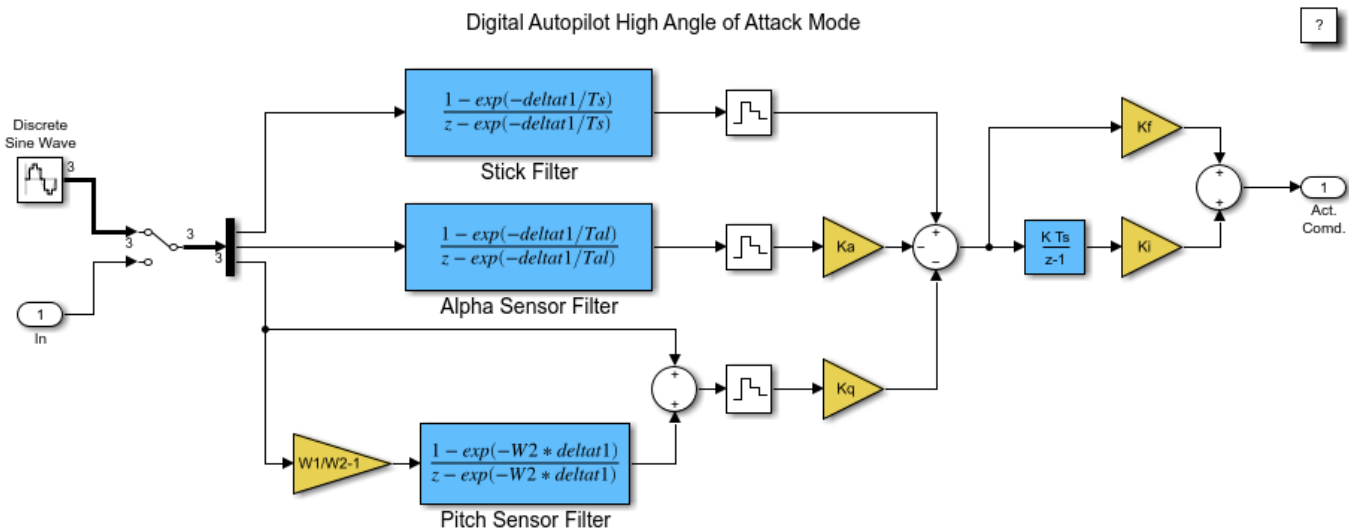 Digital Autopilot High Angle of Attack Mode
?
1 − exp(−deltat1/Ts)
z − exp(−deltat1/Ts)
Stick Filter
Discrete
Sine Wave
3
3
3
3
1
In
1 − exp(−deltat1/Tal)
z − exp(−deltat1/Tal)
Alpha Sensor Filter
Ka
+
−
−
Kf
K Ts
z-1
Ki
+
+
1
Act.
Comd.
+
+
Kq
W1/W2-1
1 − exp(−W2 * deltat1)
z − exp(−W2 * deltat1)
Pitch Sensor Filter